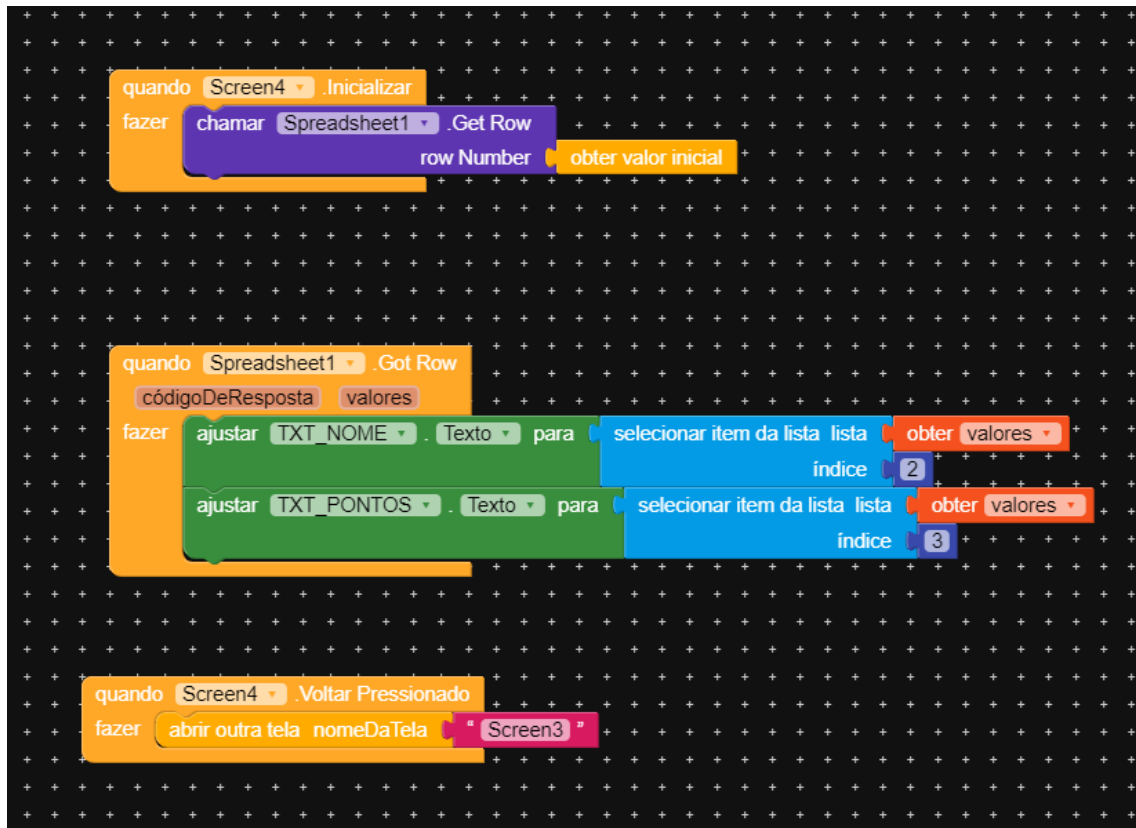 quando Screen4 .Inicializar
fazer chamar Spreadsheet1 .Get Row
row Number obter valor inicial
quando Spreadsheet1 .Got Row
códigoDeResposta valores
fazer ajustar TXT_NOME . Texto para selecionar item da lista lista obter valores
índice 2
ajustar TXT_PONTOS . Texto para selecionar item da lista lista obter valores
índice 3
quando Screen4 .Voltar Pressionado
fazer abrir outra tela nomeDaTela “ Screen3 ”